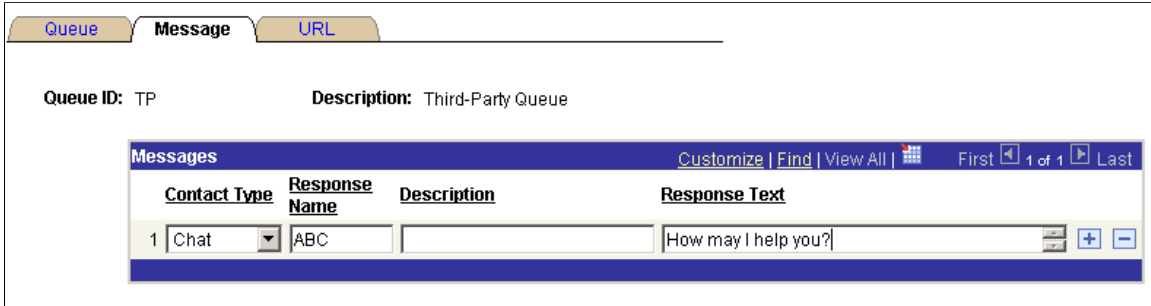 Queue Message URL
Queue ID: TP Description: Third-Party Queue
Messages Customize | Find | View All | First 1 of 1 Last
Contact Type Response Name Description Response Text
1 Chat ABC How may I help you?